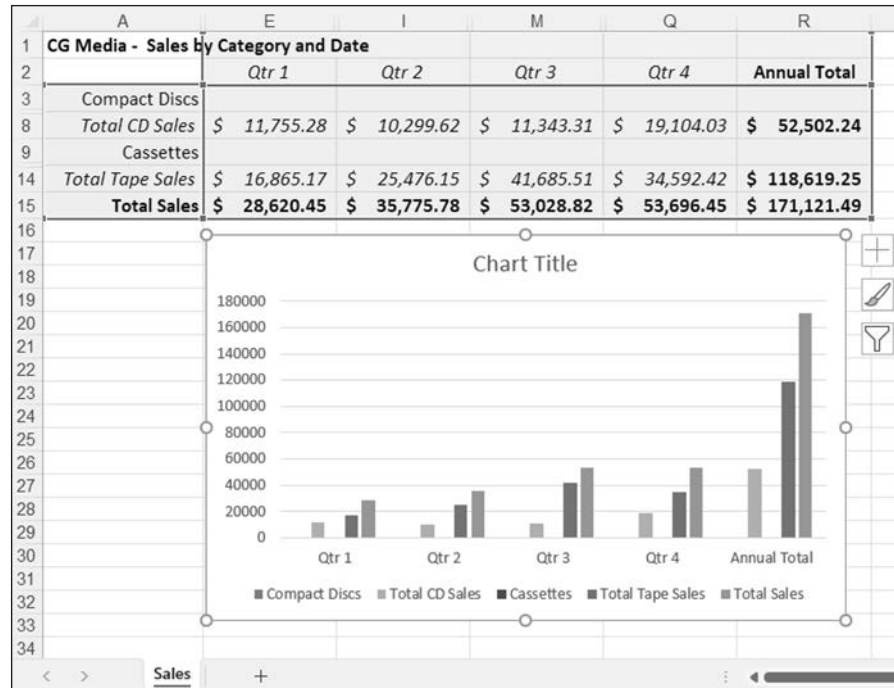 A E I M Q R
1 CG Media - Sales by Category and Date
2 Qtr 1 Qtr 2 Qtr 3 Qtr 4 Annual Total
3 Compact Discs
8 Total CD Sales $ 11,755.28 $ 10,299.62 $ 11,343.31 $ 19,104.03 $ 52,502.24
9 Cassettes
14 Total Tape Sales $ 16,865.17 $ 25,476.15 $ 41,685.51 $ 34,592.42 $ 118,619.25
15 Total Sales $ 28,620.45 $ 35,775.78 $ 53,028.82 $ 53,696.45 $ 171,121.49
16
17
18
19
20
21
22
23
24
25
26
27
28
29
30
31
32
33
34
Chart Title
180000
160000
140000
120000
100000
80000
60000
40000
20000
0
Qtr 1 Qtr 2 Qtr 3 Qtr 4 Annual Total
Compact Discs Total CD Sales Cassettes Total Tape Sales Total Sales
Sales